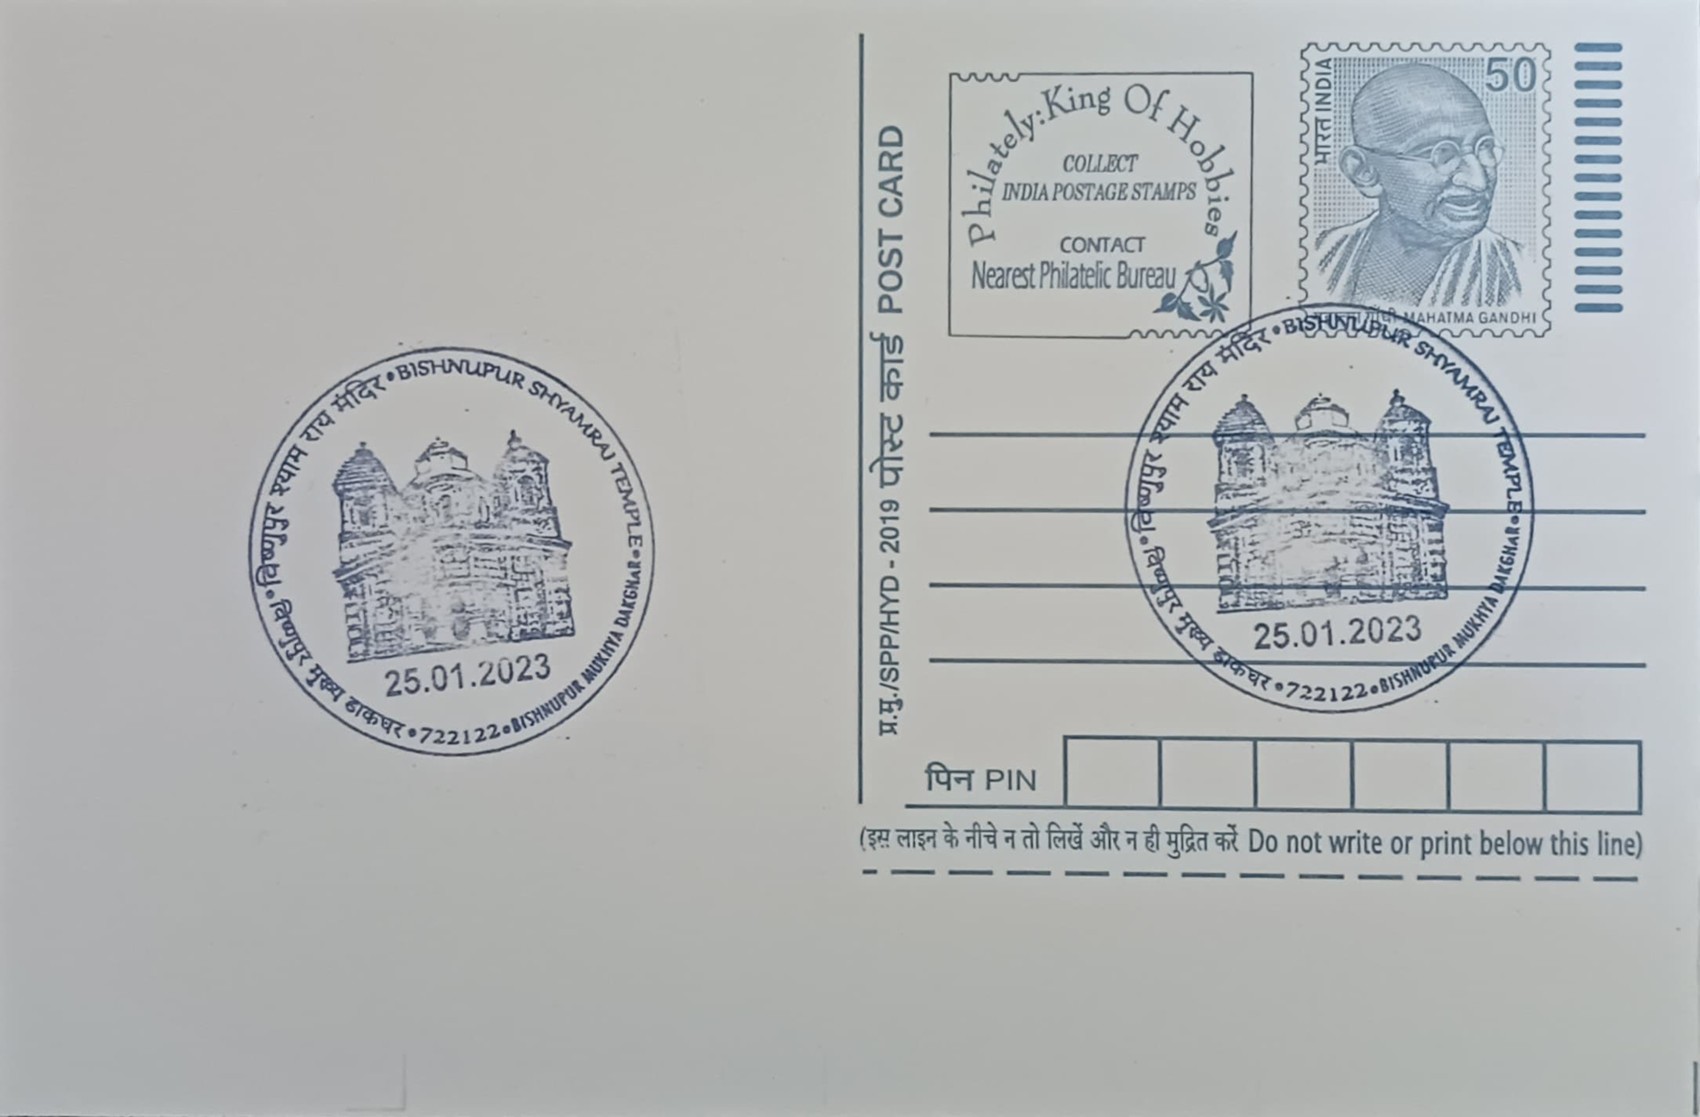 • विष्णुपुर श्याम राय मंदिर • BISHNUPUR SHYAMRAI TEMPLE •
• विष्णुपुर मुख्य डाकघर • 722122 • BISHNUPUR MUKHYA DAKGHAR •
25.01.2023
प्र.मु./SPP/HYD - 2019 पोस्ट कार्ड POST CARD
Philately:King Of Hobbies
COLLECT
INDIA POSTAGE STAMPS
CONTACT
Nearest Philatelic Bureau
भारत INDIA
50
गांधी MAHATMA GANDHI
• विष्णुपुर श्याम राय मंदिर • BISHNUPUR SHYAMRAI TEMPLE •
• विष्णुपुर मुख्य डाकघर • 722122 • BISHNUPUR MUKHYA DAKGHAR •
25.01.2023
पिन PIN
(इस लाइन के नीचे न तो लिखें और न ही मुद्रित करें Do not write or print below this line)